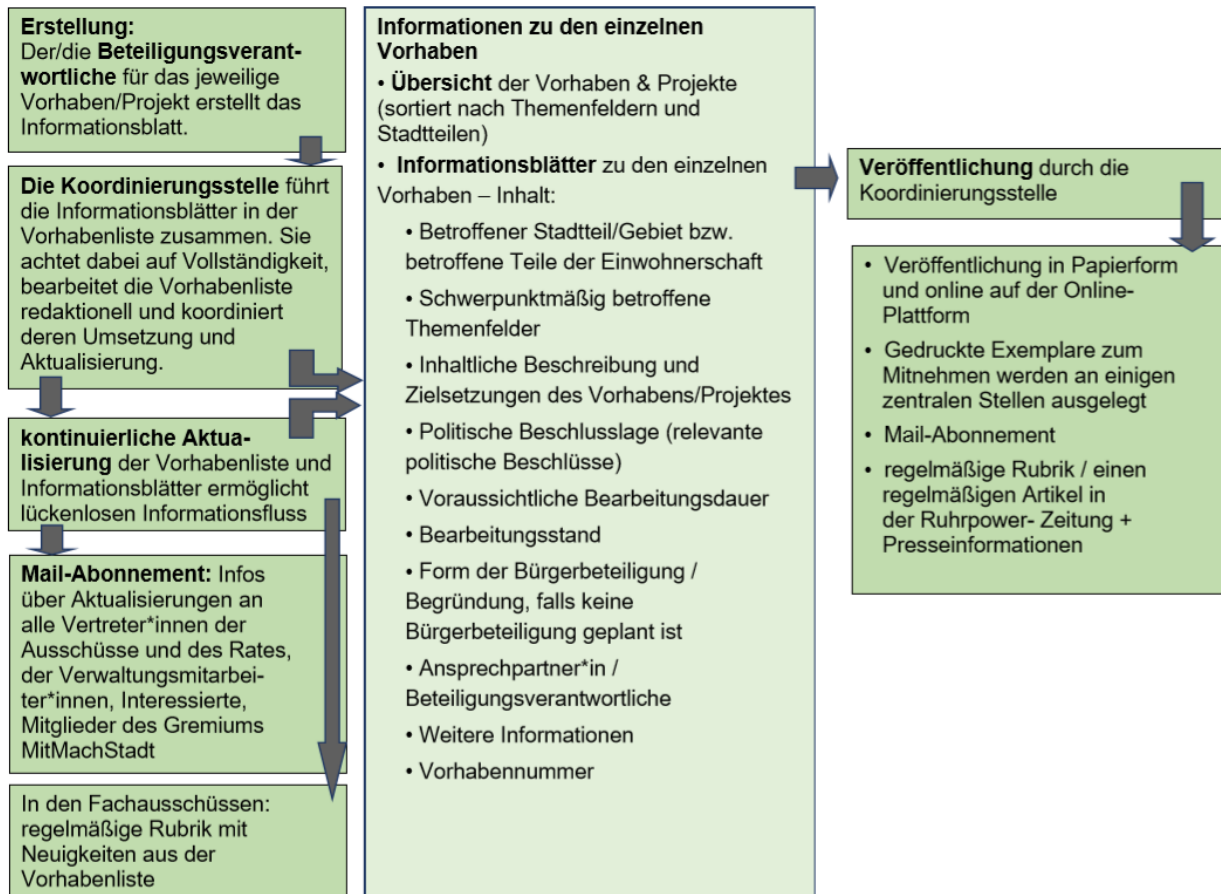 Erstellung:
Der/die Beteiligungsverant-
wortliche für das jeweilige
Vorhaben/Projekt erstellt das
Informationsblatt.
Die Koordinierungsstelle führt
die Informationsblätter in der
Vorhabenliste zusammen. Sie
achtet dabei auf Vollständigkeit,
bearbeitet die Vorhabenliste
redaktionell und koordiniert
deren Umsetzung und
Aktualisierung.
kontinuierliche Aktua-
lisierung der Vorhabenliste und
Informationsblätter ermöglicht
lückenlosen Informationsfluss
Mail-Abonnement: Infos
über Aktualisierungen an
alle Vertreter*innen der
Ausschüsse und des Rates,
der Verwaltungsmitarbei-
ter*innen, Interessierte,
Mitglieder des Gremiums
MitMachStadt
In den Fachausschüssen:
regelmäßige Rubrik mit
Neuigkeiten aus der
Vorhabenliste
Informationen zu den einzelnen
Vorhaben
• Übersicht der Vorhaben & Projekte
(sortiert nach Themenfeldern und
Stadtteilen)
• Informationsblätter zu den einzelnen
Vorhaben – Inhalt:
• Betroffener Stadtteil/Gebiet bzw.
betroffene Teile der Einwohnerschaft
• Schwerpunktmäßig betroffene
Themenfelder
• Inhaltliche Beschreibung und
Zielsetzungen des Vorhabens/Projektes
• Politische Beschlusslage (relevante
politische Beschlüsse)
• Voraussichtliche Bearbeitungsdauer
• Bearbeitungsstand
• Form der Bürgerbeteiligung /
Begründung, falls keine
Bürgerbeteiligung geplant ist
• Ansprechpartner*in /
Beteiligungsverantwortliche
• Weitere Informationen
• Vorhabennummer
Veröffentlichung durch die
Koordinierungsstelle
• Veröffentlichung in Papierform
und online auf der Online-
Plattform
• Gedruckte Exemplare zum
Mitnehmen werden an einigen
zentralen Stellen ausgelegt
• Mail-Abonnement
• regelmäßige Rubrik / einen
regelmäßigen Artikel in
der Ruhrpower- Zeitung +
Presseinformationen